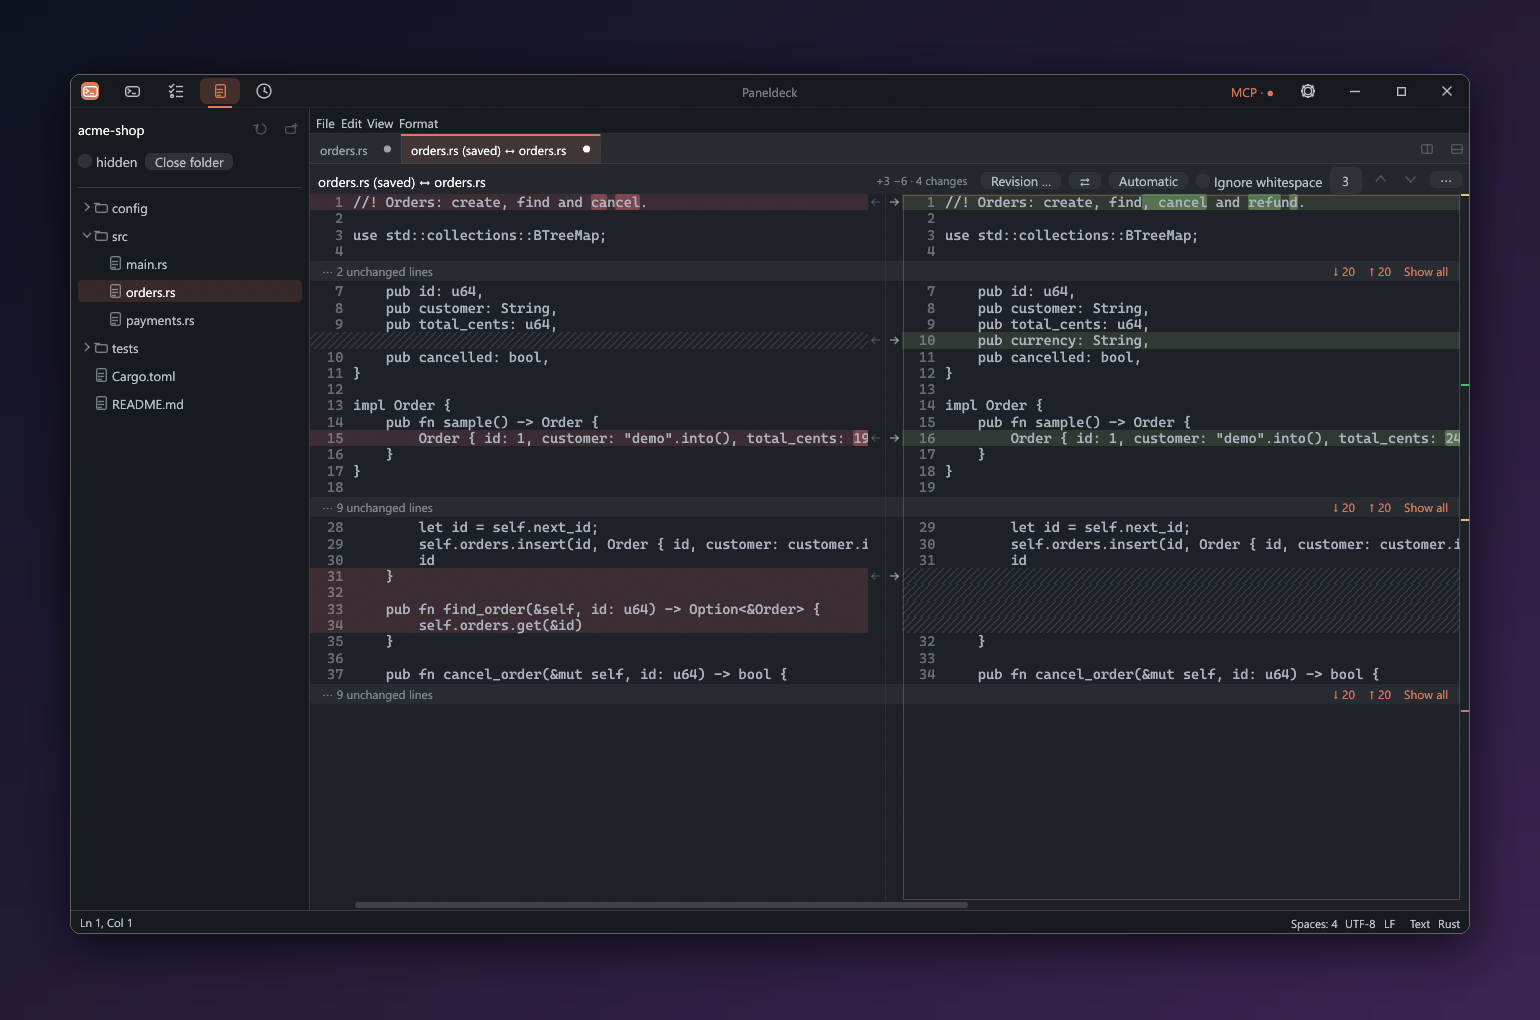 Paneldeck
MCP ·
acme-shop
hidden Close folder
config
src
main.rs
orders.rs
payments.rs
tests
Cargo.toml
README.md
File Edit View Format
orders.rs
orders.rs (saved) ↔ orders.rs
orders.rs (saved) ↔ orders.rs
+3 −6 · 4 changes Revision ... ⇄ Automatic Ignore whitespace 3 ...
1 //! Orders: create, find and cancel.
2
3 use std::collections::BTreeMap;
4
··· 2 unchanged lines
7 pub id: u64,
8 pub customer: String,
9 pub total_cents: u64,
10 pub cancelled: bool,
11 }
12
13 impl Order {
14 pub fn sample() -> Order {
15 Order { id: 1, customer: "demo".into(), total_cents: 19
16 }
17 }
18
··· 9 unchanged lines
28 let id = self.next_id;
29 self.orders.insert(id, Order { id, customer: customer.i
30 id
31 }
32
33 pub fn find_order(&self, id: u64) -> Option<&Order> {
34 self.orders.get(&id)
35 }
36
37 pub fn cancel_order(&mut self, id: u64) -> bool {
··· 9 unchanged lines
← →
← →
← →
← →
1 //! Orders: create, find, cancel and refund.
2
3 use std::collections::BTreeMap;
4
↓ 20 ↑ 20 Show all
7 pub id: u64,
8 pub customer: String,
9 pub total_cents: u64,
10 pub currency: String,
11 pub cancelled: bool,
12 }
13
14 impl Order {
15 pub fn sample() -> Order {
16 Order { id: 1, customer: "demo".into(), total_cents: 24
17 }
18 }
19
↓ 20 ↑ 20 Show all
29 let id = self.next_id;
30 self.orders.insert(id, Order { id, customer: customer.i
31 id
32 }
33
34 pub fn cancel_order(&mut self, id: u64) -> bool {
↓ 20 ↑ 20 Show all
Ln 1, Col 1
Spaces: 4 UTF-8 LF Text Rust